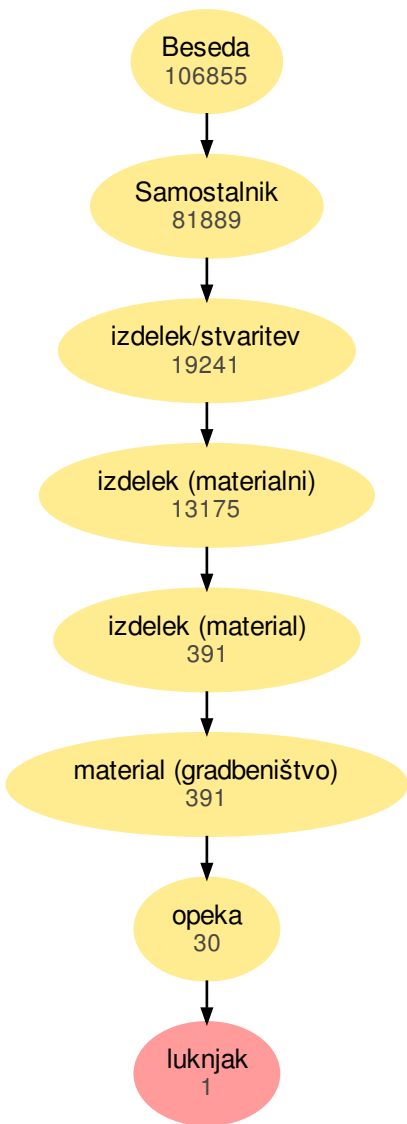 Beseda
106855
Samostalnik
81889
izdelek/stvaritev
19241
izdelek (materialni)
13175
izdelek (material)
391
material (gradbeništvo)
391
opeka
30
luknjak
1